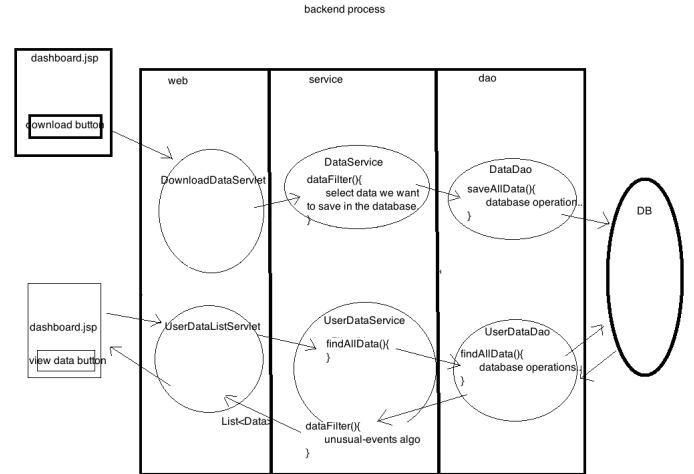 backend process
dashboard.jsp
download button
web
service
dao
DownloadDataServlet
DataService
dataFilter(){
select data we want
to save in the database.
}
DataDao
saveAllData(){
database operation..
}
DB
dashboard.jsp
view data button
UserDataListServlet
UserDataService
findAllData(){
}
UserDataDao
findAllData(){
database operations..
}
List<Data>
dataFilter(){
unusual-events algo
}